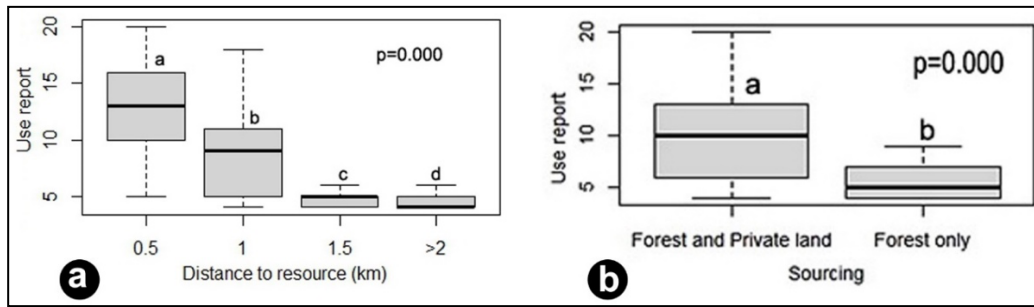 20
15
10
5
Use report
a
b
c
d
p=0.000
0.5 1 1.5 >2
Distance to resource (km)
a
20
15
10
5
Use report
a
b
p=0.000
Forest and Private land Forest only
Sourcing
b